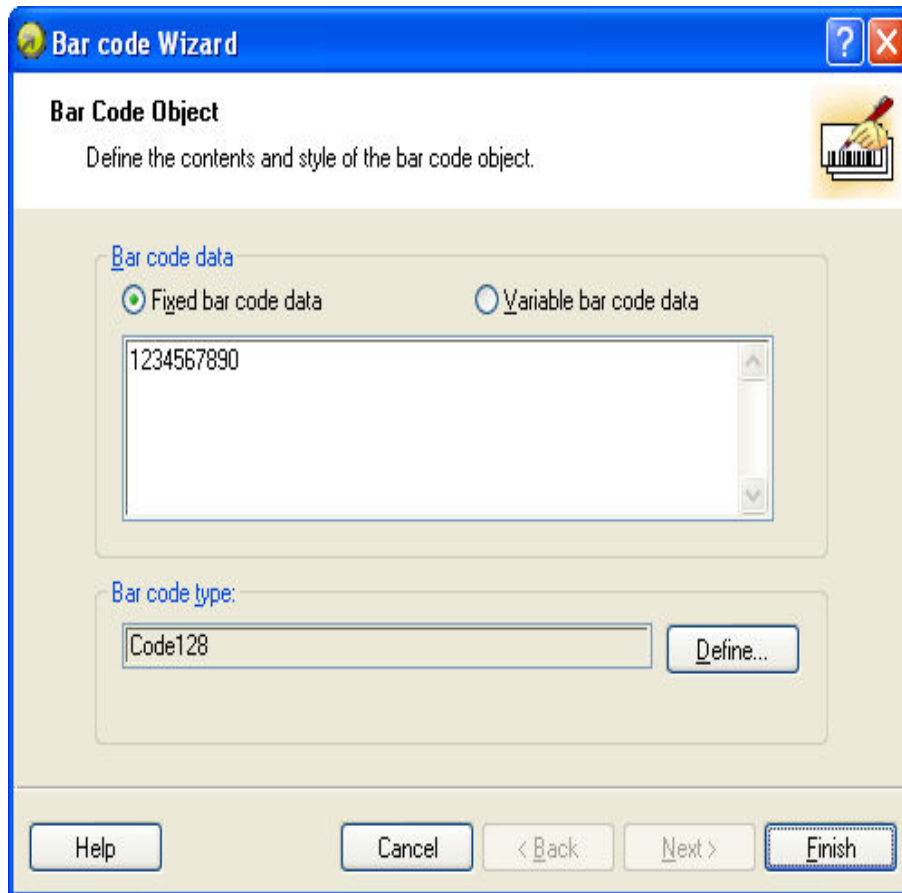 Bar code Wizard
Bar Code Object
Define the contents and style of the bar code object.
Bar code data
Fixed bar code data
Variable bar code data
1234567890
Bar code type:
Code128
Define...
Help
Cancel
< Back
Next >
Finish